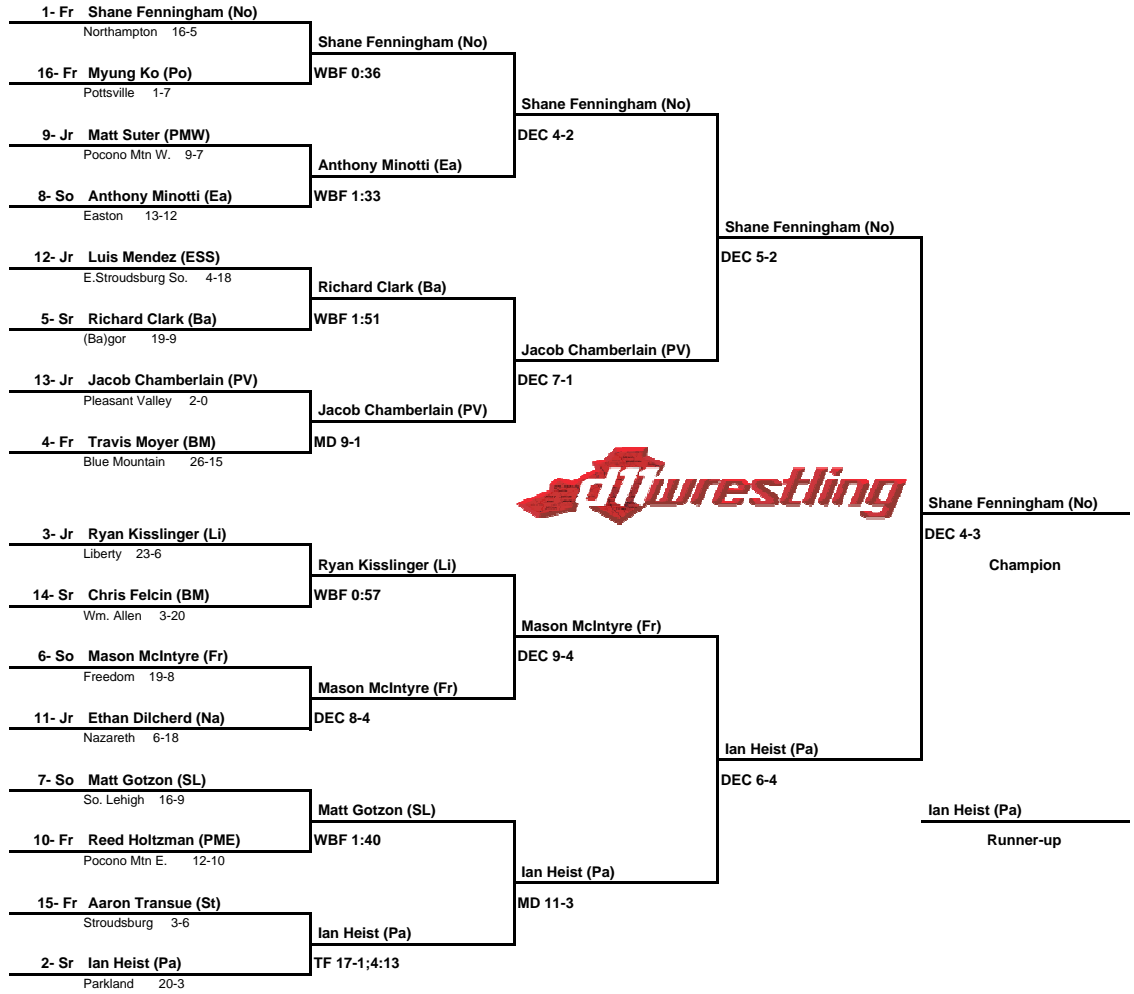 1- Fr Shane Fenningham (No)
Northampton 16-5
Shane Fenningham (No)
16- Fr Myung Ko (Po)
WBF 0:36
Pottsville 1-7
Shane Fenningham (No)
9- Jr Matt Suter (PMW)
DEC 4-2
Pocono Mtn W. 9-7
Anthony Minotti (Ea)
8- So Anthony Minotti (Ea)
WBF 1:33
Easton 13-12
Shane Fenningham (No)
12- Jr Luis Mendez (ESS)
DEC 5-2
E.Stroudsburg So. 4-18
Richard Clark (Ba)
5- Sr Richard Clark (Ba)
WBF 1:51
(Ba)gor 19-9
Jacob Chamberlain (PV)
13- Jr Jacob Chamberlain (PV)
DEC 7-1
Pleasant Valley 2-0
Jacob Chamberlain (PV)
4- Fr Travis Moyer (BM)
MD 9-1
Blue Mountain 26-15
d11wrestling
Shane Fenningham (No)
3- Jr Ryan Kisslinger (Li)
DEC 4-3
Liberty 23-6
Ryan Kisslinger (Li)
Champion
14- Sr Chris Felcin (BM)
WBF 0:57
Wm. Allen 3-20
Mason McIntyre (Fr)
6- So Mason McIntyre (Fr)
DEC 9-4
Freedom 19-8
Mason McIntyre (Fr)
11- Jr Ethan Dilcherd (Na)
DEC 8-4
Nazareth 6-18
Ian Heist (Pa)
7- So Matt Gotzon (SL)
DEC 6-4
So. Lehigh 16-9
Matt Gotzon (SL)
Ian Heist (Pa)
10- Fr Reed Holtzman (PME)
WBF 1:40
Runner-up
Pocono Mtn E. 12-10
Ian Heist (Pa)
15- Fr Aaron Transue (St)
MD 11-3
Stroudsburg 3-6
Ian Heist (Pa)
2- Sr Ian Heist (Pa)
TF 17-1;4:13
Parkland 20-3